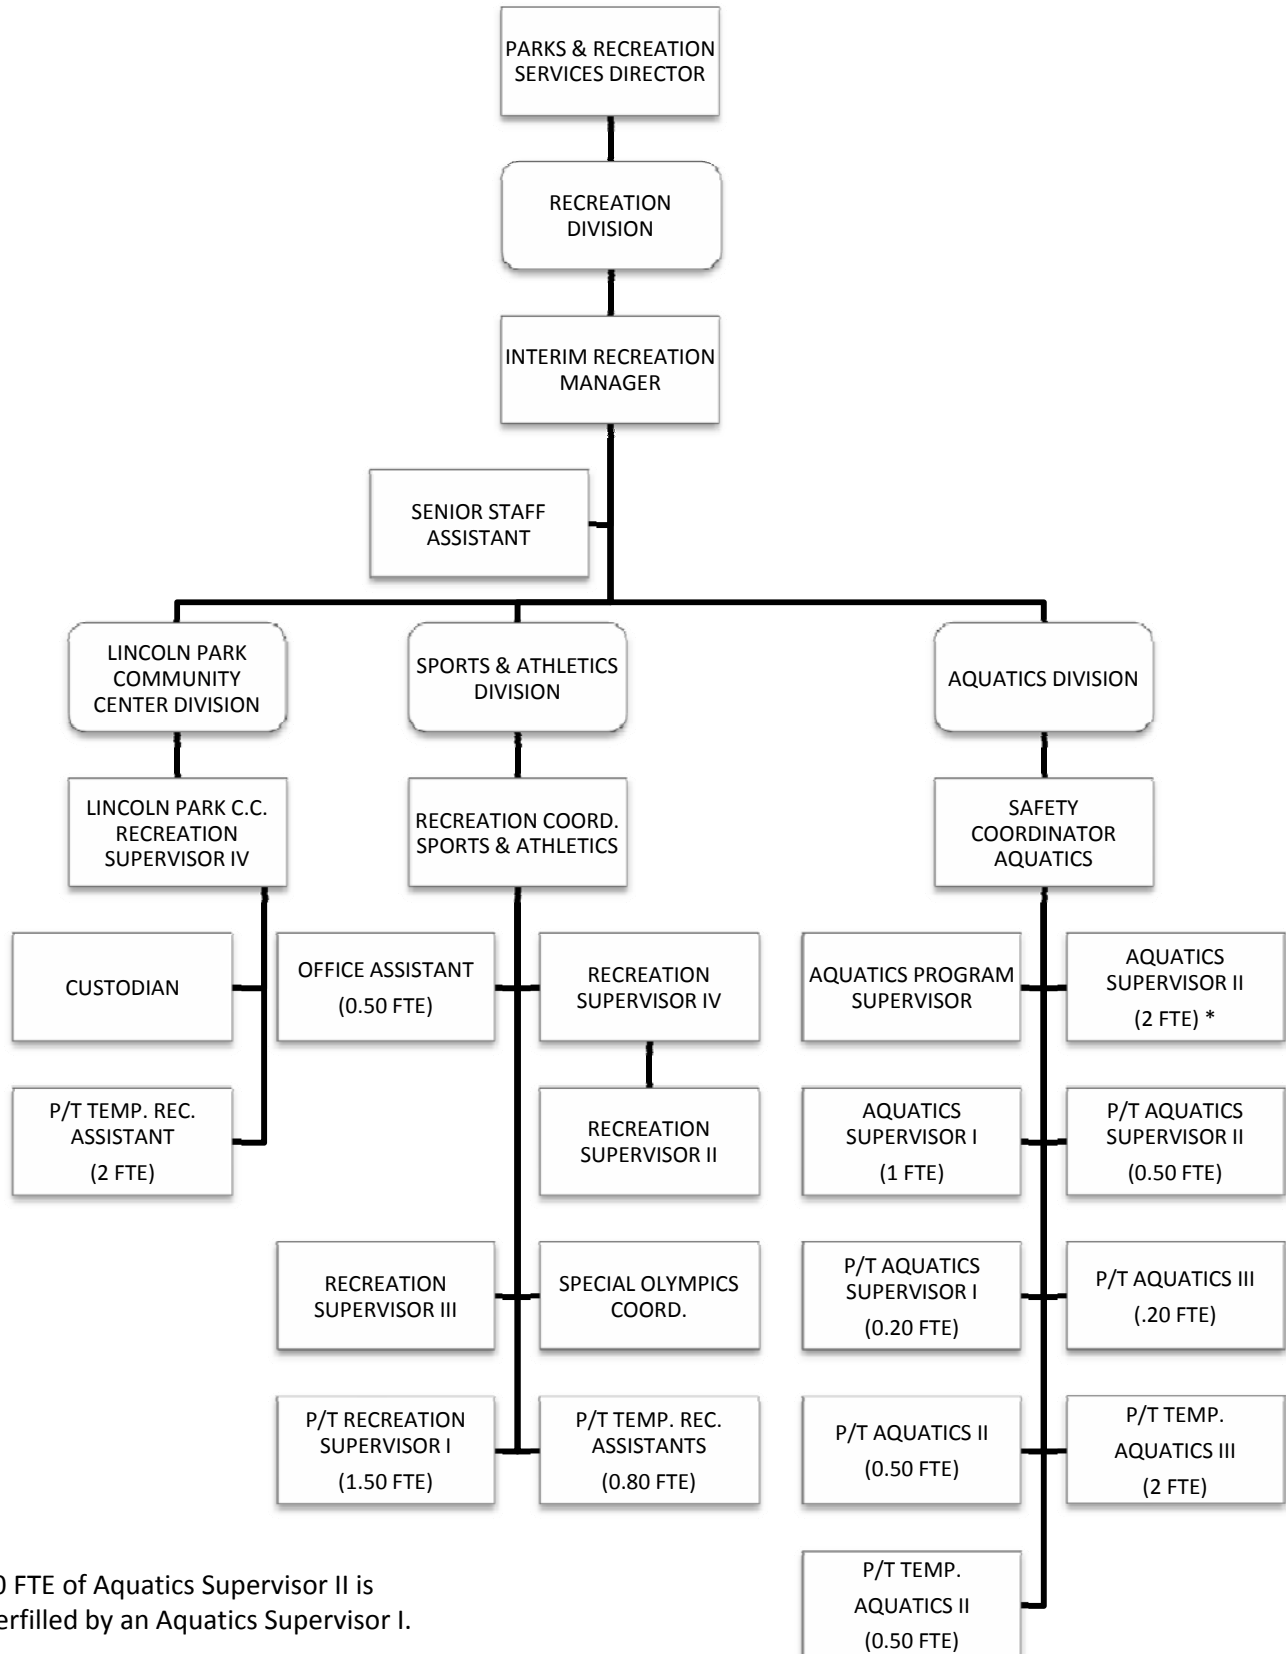 PARKS & RECREATION
SERVICES DIRECTOR
RECREATION
DIVISION
INTERIM RECREATION
MANAGER
SENIOR STAFF
ASSISTANT
LINCOLN PARK
COMMUNITY
CENTER DIVISION
SPORTS & ATHLETICS
DIVISION
AQUATICS DIVISION
LINCOLN PARK C.C.
RECREATION
SUPERVISOR IV
RECREATION COORD.
SPORTS & ATHLETICS
SAFETY
COORDINATOR
AQUATICS
CUSTODIAN
OFFICE ASSISTANT
(0.50 FTE)
RECREATION
SUPERVISOR IV
AQUATICS PROGRAM
SUPERVISOR
AQUATICS
SUPERVISOR II
(2 FTE) *
P/T TEMP. REC.
ASSISTANT
(2 FTE)
RECREATION
SUPERVISOR II
AQUATICS
SUPERVISOR I
(1 FTE)
P/T AQUATICS
SUPERVISOR II
(0.50 FTE)
RECREATION
SUPERVISOR III
SPECIAL OLYMPICS
COORD.
P/T AQUATICS
SUPERVISOR I
(0.20 FTE)
P/T AQUATICS III
(.20 FTE)
P/T RECREATION
SUPERVISOR I
(1.50 FTE)
P/T TEMP. REC.
ASSISTANTS
(0.80 FTE)
P/T AQUATICS II
(0.50 FTE)
P/T TEMP.
AQUATICS III
(2 FTE)
P/T TEMP.
AQUATICS II
(0.50 FTE)
FTE of Aquatics Supervisor II is
erfilled by an Aquatics Supervisor I.